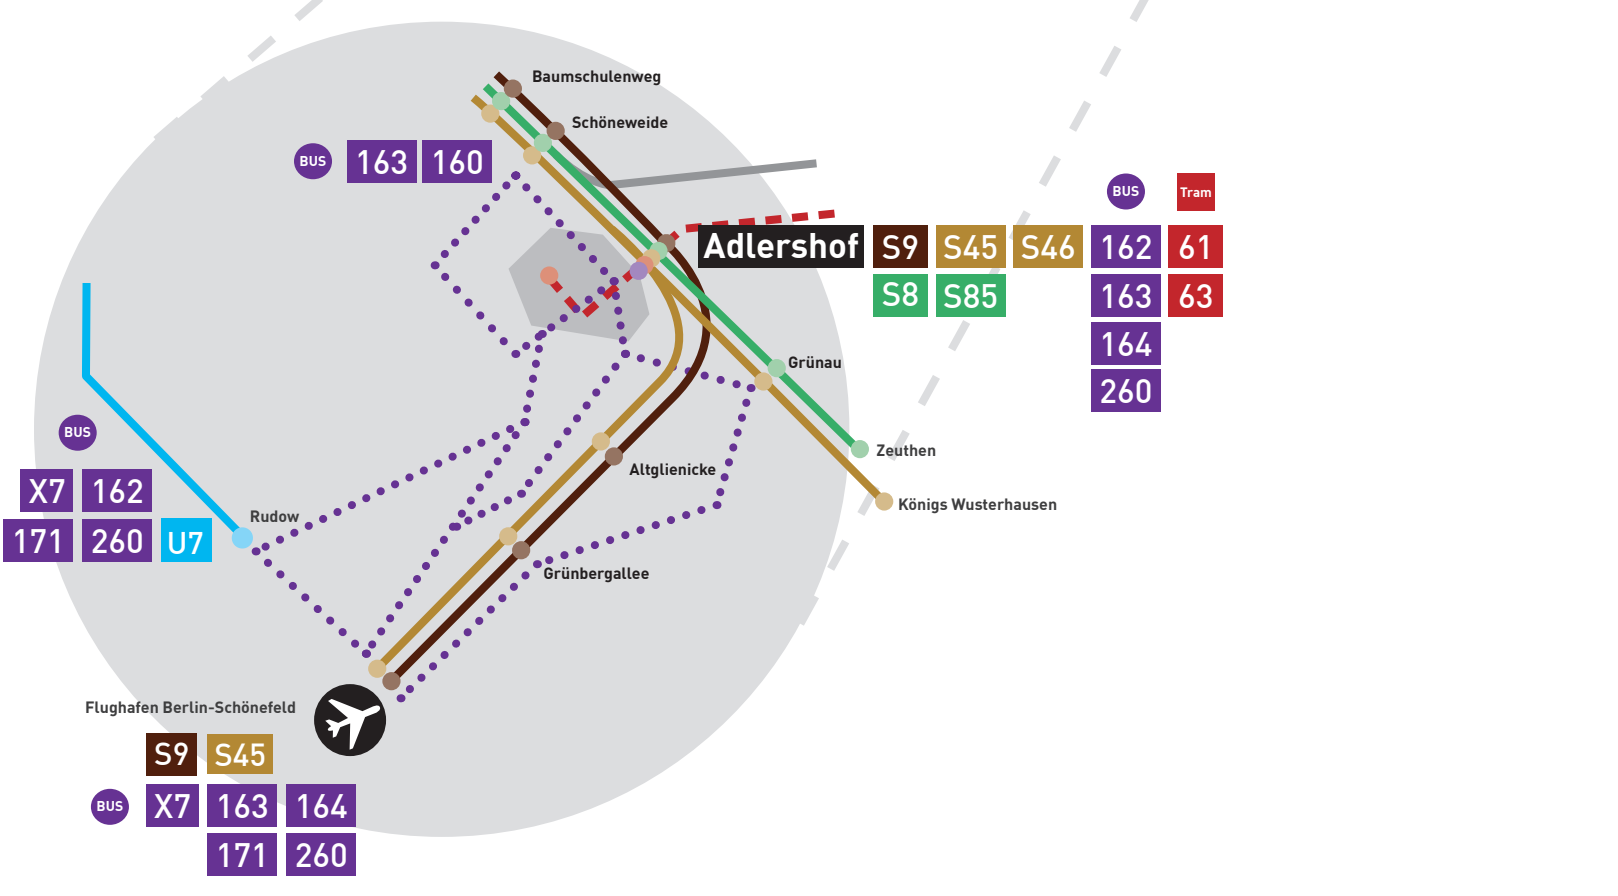 Baumschulenweg
Schöneweide
BUS 163 160
BUS Tram
Adlershof S9 S45 S46 162 61
S8 S85 163 63
164
260
Grünau
BUS
Zeuthen
Altglienicke
X7 162
Königs Wusterhausen
Rudow
171 260 U7
Grünbergallee
Flughafen Berlin-Schönefeld
S9 S45
BUS X7 163 164
171 260